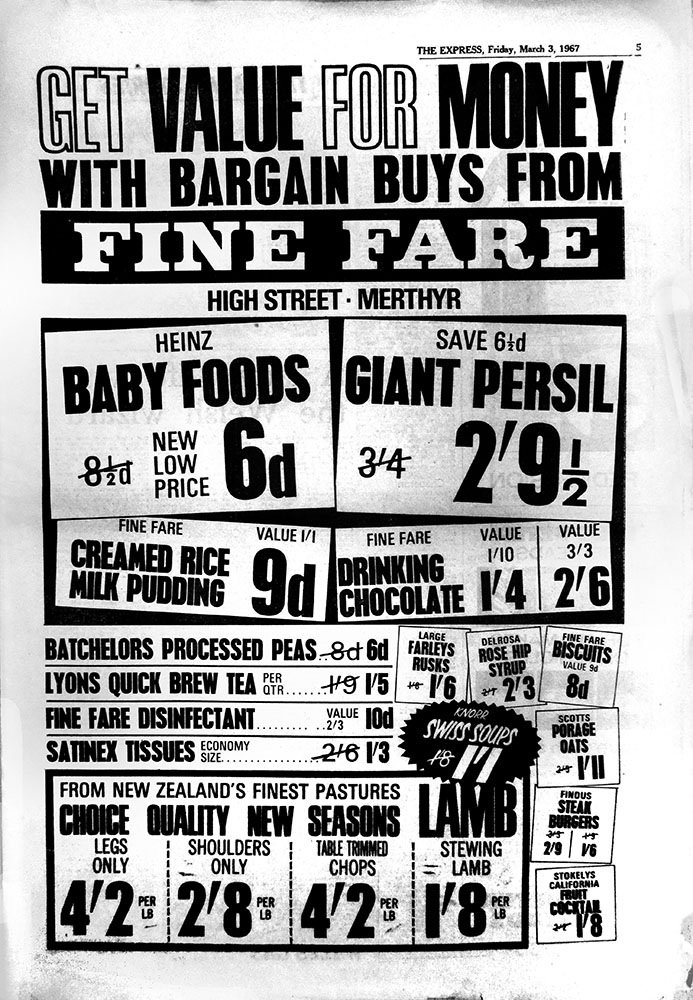 THE EXPRESS, Friday, March 3, 1967 5
GET VALUE FOR MONEY
WITH BARGAIN BUYS FROM
FINE FARE
HIGH STREET · MERTHYR
HEINZ
BABY FOODS
8½d
NEW
LOW
PRICE
6d
SAVE 6½d
GIANT PERSIL
3'4
2'9½
FINE FARE
VALUE 1/1
CREAMED RICE
MILK PUDDING
9d
FINE FARE
DRINKING
CHOCOLATE
VALUE
1/10
1'4
VALUE
3/3
2'6
BATCHELORS PROCESSED PEAS..8d 6d
LYONS QUICK BREW TEA PER QTR......1'9 1'5
FINE FARE DISINFECTANT........... VALUE 2/3 10d
SATINEX TISSUES ECONOMY SIZE.................2'6 1'3
LARGE
FARLEYS
RUSKS
1'8 1'6
DELROSA
ROSE HIP
SYRUP
2'3
FINE FARE
BISCUITS
VALUE 9d
8d
KNORR
SWISS SOUPS
1'8
1'1
SCOTTS
PORAGE
OATS
1'11
FINDUS
STEAK
BURGERS
2/9 1/6
STOKELYS
CALIFORNIA
FRUIT
COCKTAIL
1'8
FROM NEW ZEALAND'S FINEST PASTURES
CHOICE QUALITY NEW SEASONS LAMB
LEGS
ONLY
4'2 PER LB
SHOULDERS
ONLY
2'8 PER LB
TABLE TRIMMED
CHOPS
4'2 PER LB
STEWING
LAMB
1'8 PER LB